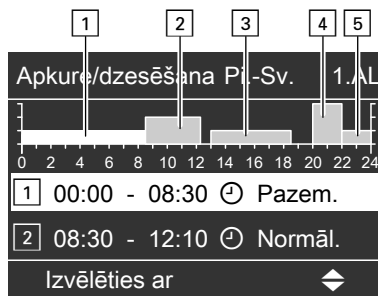 1 2 3 4 5
Apkure/dzesēšana Pi.-Sv. 1.AL
0 2 4 6 8 10 12 14 16 18 20 22 24
1 00:00 - 08:30 Pazem.
2 08:30 - 12:10 Normāl.
Izvēlēties ar